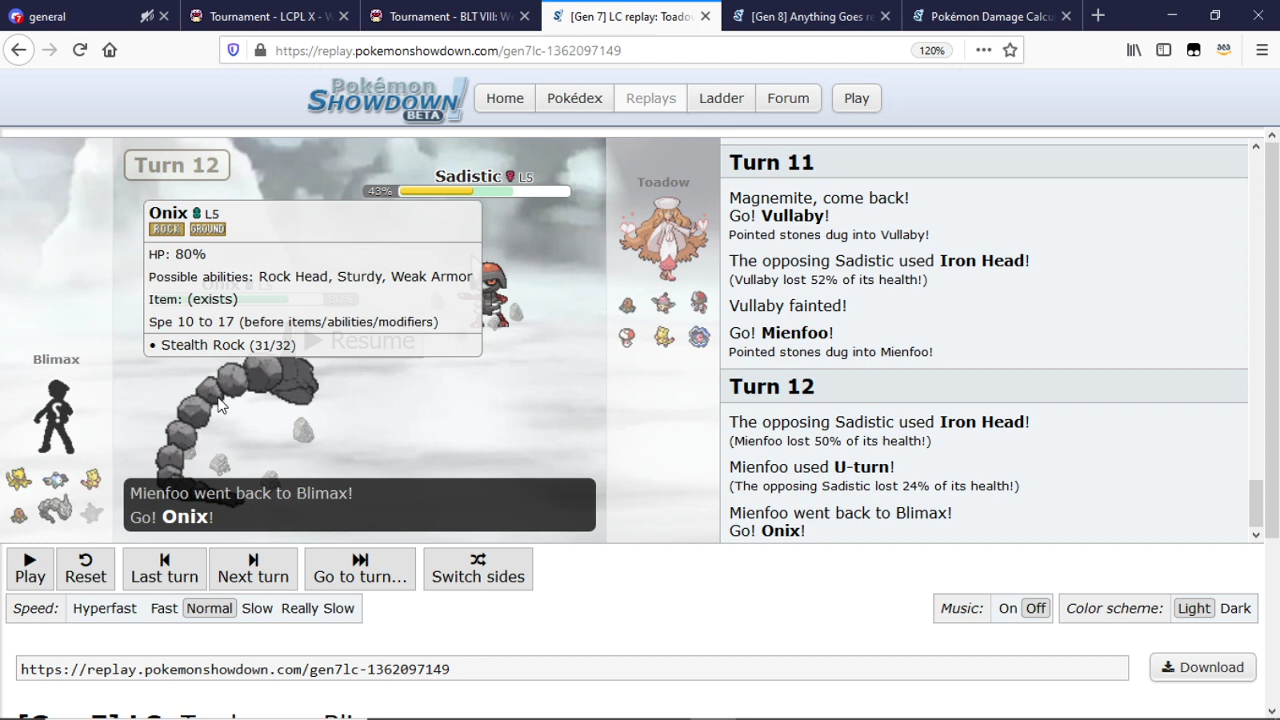 general
Tournament - LCPL X - W
Tournament - BLT VIII: We
[Gen 7] LC replay: Toadow
[Gen 8] Anything Goes re
Pokémon Damage Calcu
https://replay.pokemonshowdown.com/gen7lc-1362097149
120%
Pokémon
SHOWDOWN!
BETA
Home
Pokédex
Replays
Ladder
Forum
Play
Turn 12
Sadistic L5
43%
Onix L5
ROCK GROUND
HP: 80%
Possible abilities: Rock Head, Sturdy, Weak Armor
Item: (exists)
Spe 10 to 17 (before items/abilities/modifiers)
• Stealth Rock (31/32)
Resume
Blimax
Toadow
Mienfoo went back to Blimax!
Go! Onix!
Turn 11
Magnemite, come back!
Go! Vullaby!
Pointed stones dug into Vullaby!
The opposing Sadistic used Iron Head!
(Vullaby lost 52% of its health!)
Vullaby fainted!
Go! Mienfoo!
Pointed stones dug into Mienfoo!
Turn 12
The opposing Sadistic used Iron Head!
(Mienfoo lost 50% of its health!)
Mienfoo used U-turn!
(The opposing Sadistic lost 24% of its health!)
Mienfoo went back to Blimax!
Go! Onix!
Play
Reset
Last turn
Next turn
Go to turn...
Switch sides
Speed: Hyperfast Fast Normal Slow Really Slow
Music: On Off
Color scheme: Light Dark
https://replay.pokemonshowdown.com/gen7lc-1362097149
Download